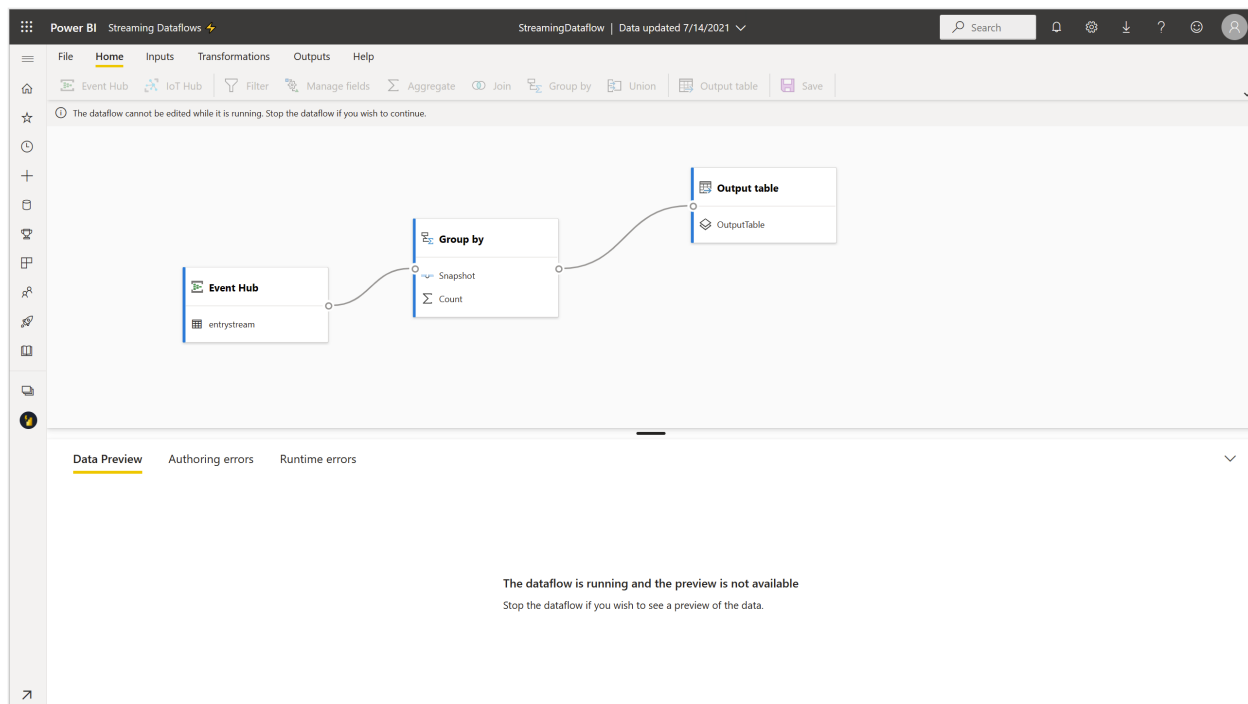 Power BI Streaming Dataflows StreamingDataflow | Data updated 7/14/2021 Search R
File Home Inputs Transformations Outputs Help
Event Hub IoT Hub Filter Manage fields Aggregate Join Group by Union Output table Save
The dataflow cannot be edited while it is running. Stop the dataflow if you wish to continue.
Output table
OutputTable
Group by
Snapshot
Count
Event Hub
entrystream
Data Preview Authoring errors Runtime errors
The dataflow is running and the preview is not available
Stop the dataflow if you wish to see a preview of the data.